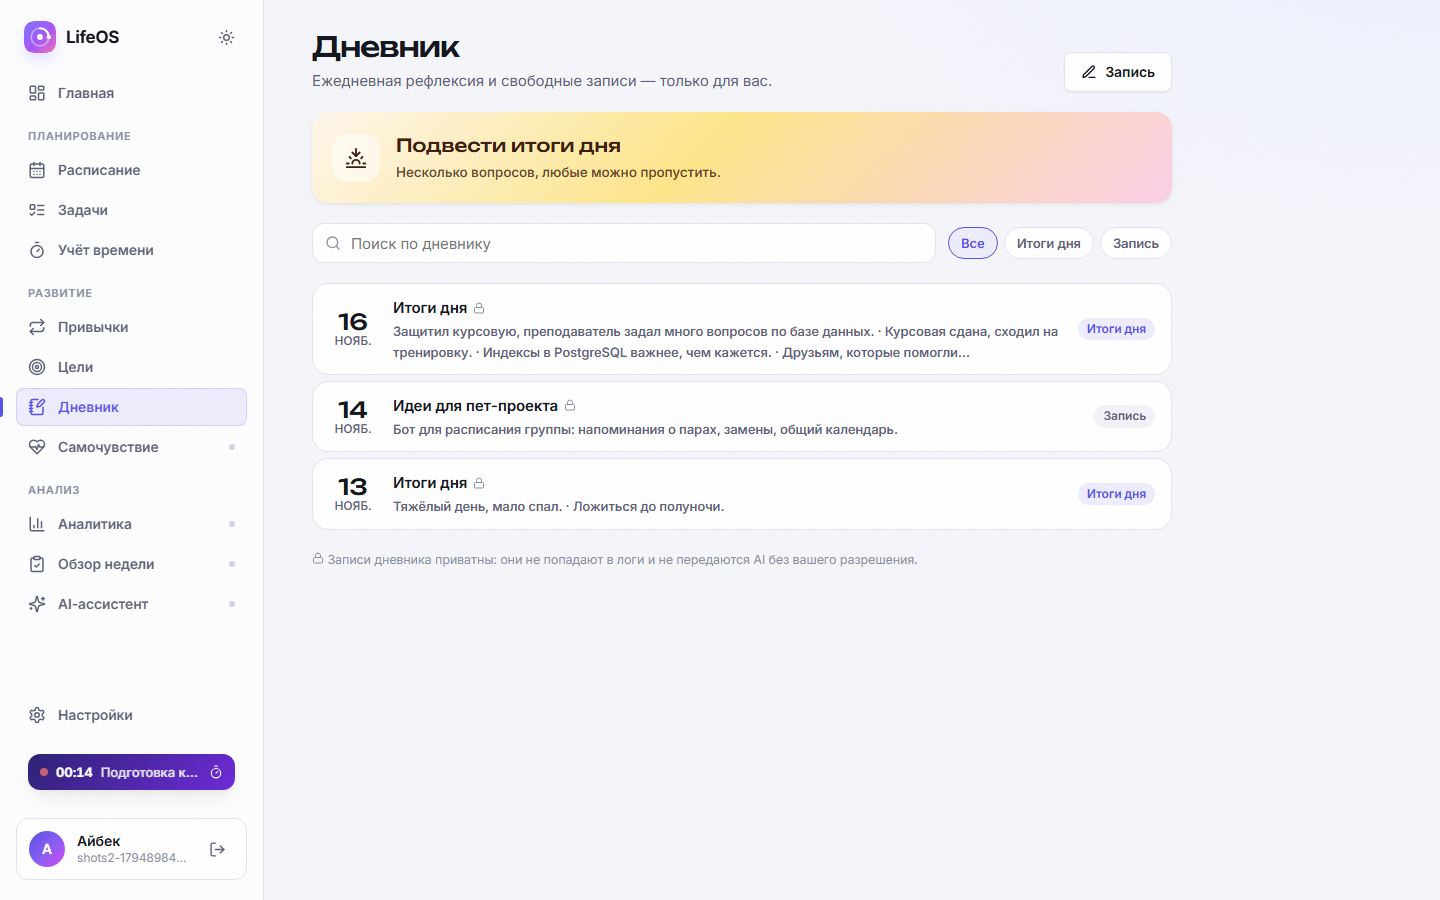 LifeOS
Главная
ПЛАНИРОВАНИЕ
Расписание
Задачи
Учёт времени
РАЗВИТИЕ
Привычки
Цели
Дневник
Самочувствие
АНАЛИЗ
Аналитика
Обзор недели
AI-ассистент
Настройки
00:14 Подготовка к...
А
Айбек
shots2-17948984...
Дневник
Ежедневная рефлексия и свободные записи — только для вас.
Запись
Подвести итоги дня
Несколько вопросов, любые можно пропустить.
Поиск по дневнику
Все
Итоги дня
Запись
16
НОЯБ.
Итоги дня
Защитил курсовую, преподаватель задал много вопросов по базе данных. · Курсовая сдана, сходил на
тренировку. · Индексы в PostgreSQL важнее, чем кажется. · Друзьям, которые помогли...
Итоги дня
14
НОЯБ.
Идеи для пет-проекта
Бот для расписания группы: напоминания о парах, замены, общий календарь.
Запись
13
НОЯБ.
Итоги дня
Тяжёлый день, мало спал. · Ложиться до полуночи.
Итоги дня
Записи дневника приватны: они не попадают в логи и не передаются AI без вашего разрешения.